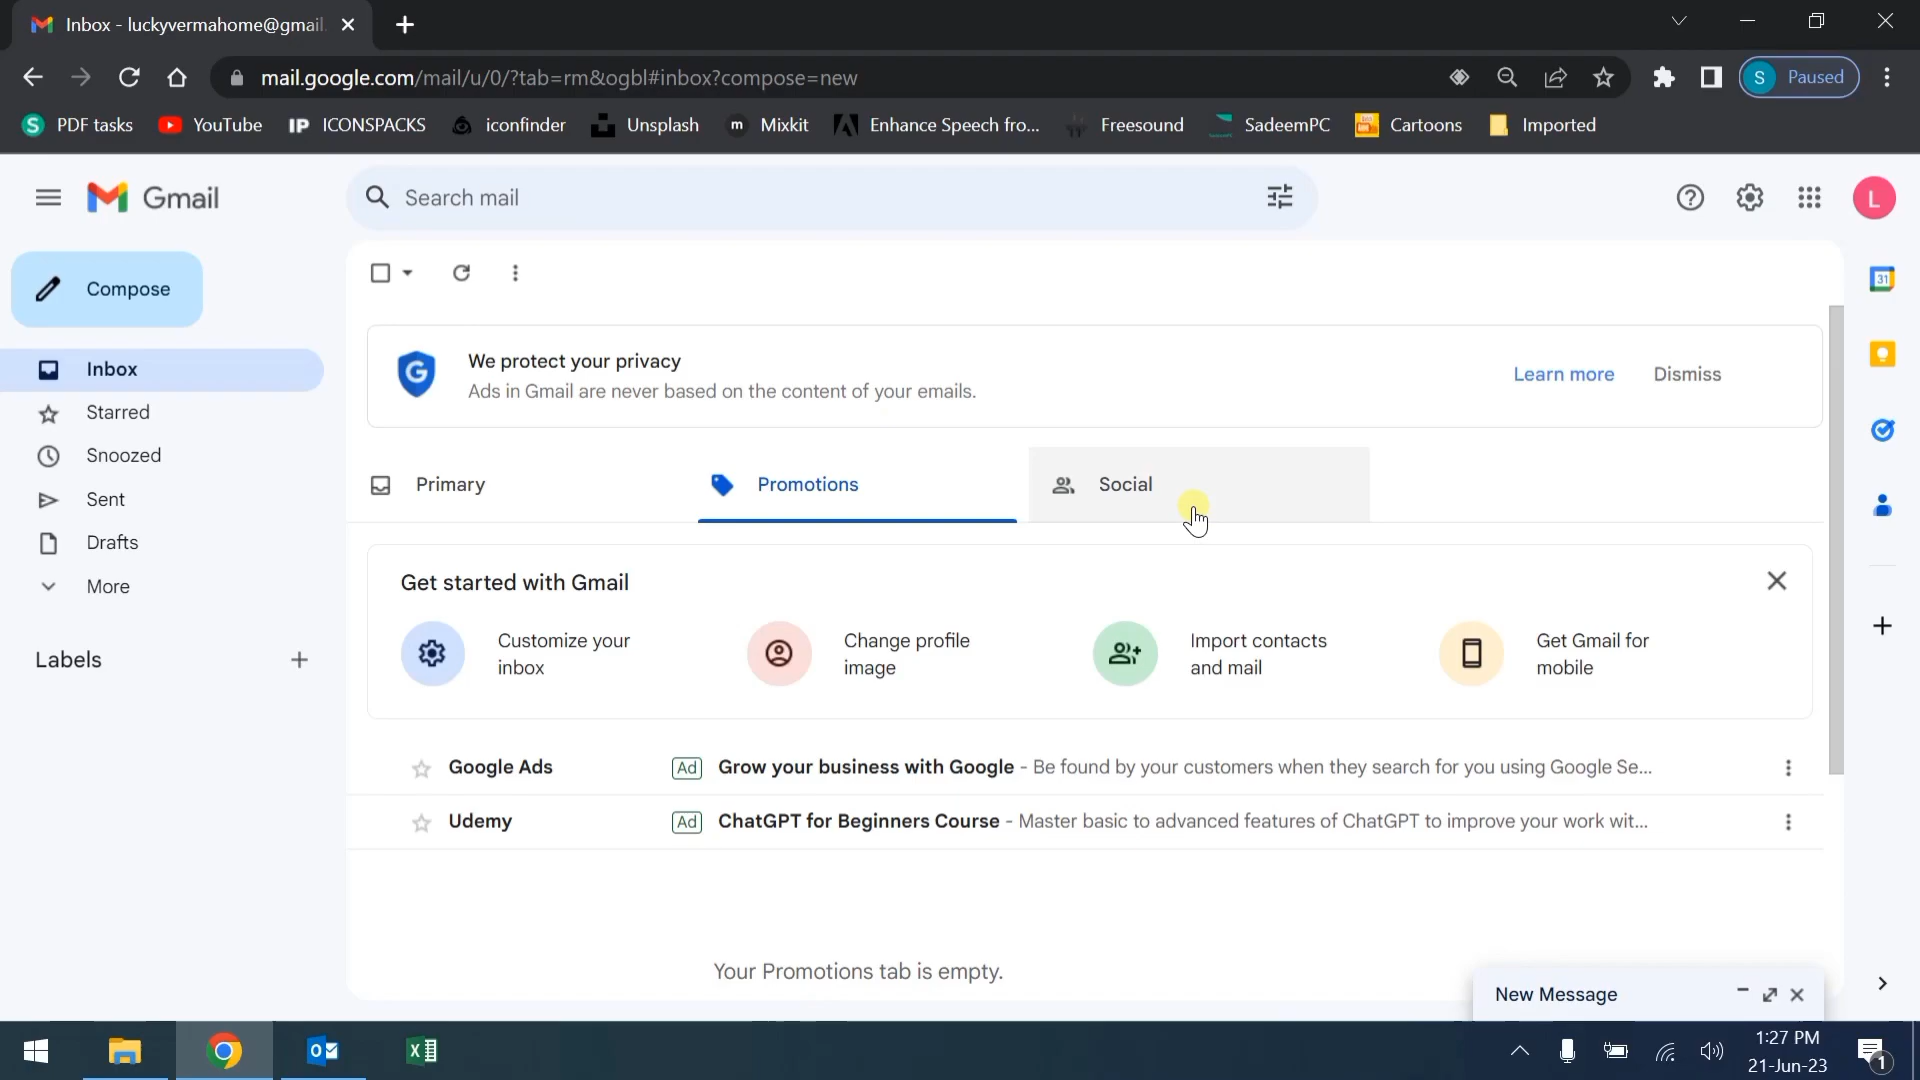 Inbox - luckyvermahome@gmail.
mail.google.com/mail/u/0/?tab=rm&ogbl#inbox?compose=new
S Paused
S PDF tasks YouTube IP ICONSPACKS iconfinder Unsplash m Mixkit Enhance Speech fro... Freesound SadeemPC Cartoons Imported
Gmail
Search mail
L
Compose
31
G We protect your privacy
Ads in Gmail are never based on the content of your emails.
Learn more Dismiss
Inbox
Starred
Snoozed
Sent
Drafts
More
Labels
Primary Promotions Social
Get started with Gmail
Customize your
inbox
Change profile
image
Import contacts
and mail
Get Gmail for
mobile
Google Ads Ad Grow your business with Google - Be found by your customers when they search for you using Google Se...
Udemy Ad ChatGPT for Beginners Course - Master basic to advanced features of ChatGPT to improve your work wit...
Your Promotions tab is empty.
New Message
1:27 PM
21-Jun-23
1